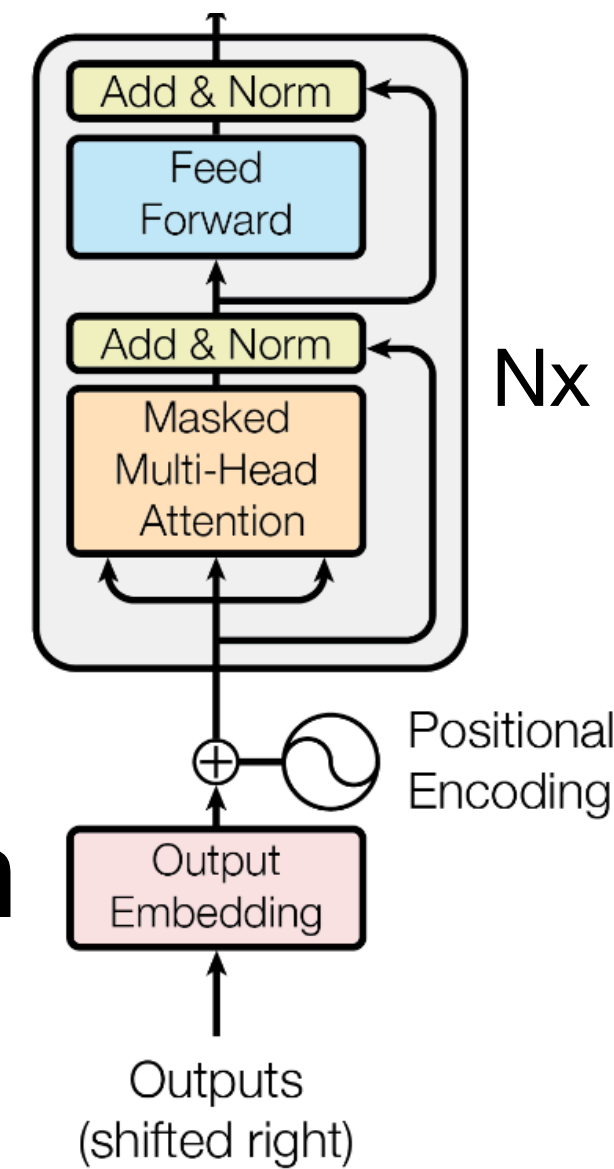 Add & Norm
Feed
Forward
Add & Norm
Nx
Masked
Multi-Head
Attention
Positional
Encoding
Output
Embedding
Outputs
(shifted right)